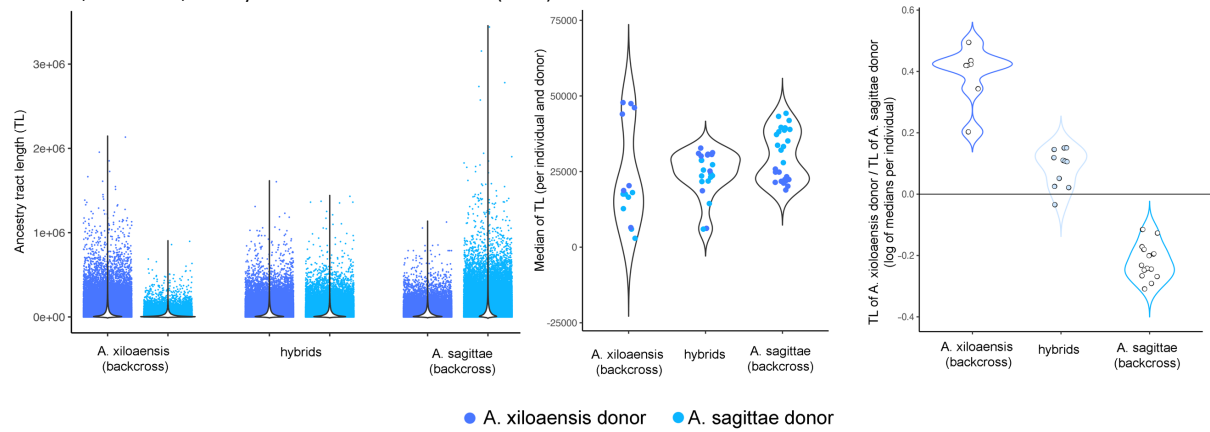 Ancestry tract length (TL)
3e+06
2e+06
1e+06
0e+00
A. xiloaensis
(backcross)
hybrids
A. sagittae
(backcross)
Median of TL (per individual and donor)
75000
50000
25000
0
-25000
A. xiloaensis
(backcross)
hybrids
A. sagittae
(backcross)
TL of A. xiloaensis donor / TL of A. sagittae donor
(log of medians per individual)
0.6
0.4
0.2
0.0
-0.2
-0.4
A. xiloaensis
(backcross)
hybrids
A. sagittae
(backcross)
A. xiloaensis donor
A. sagittae donor